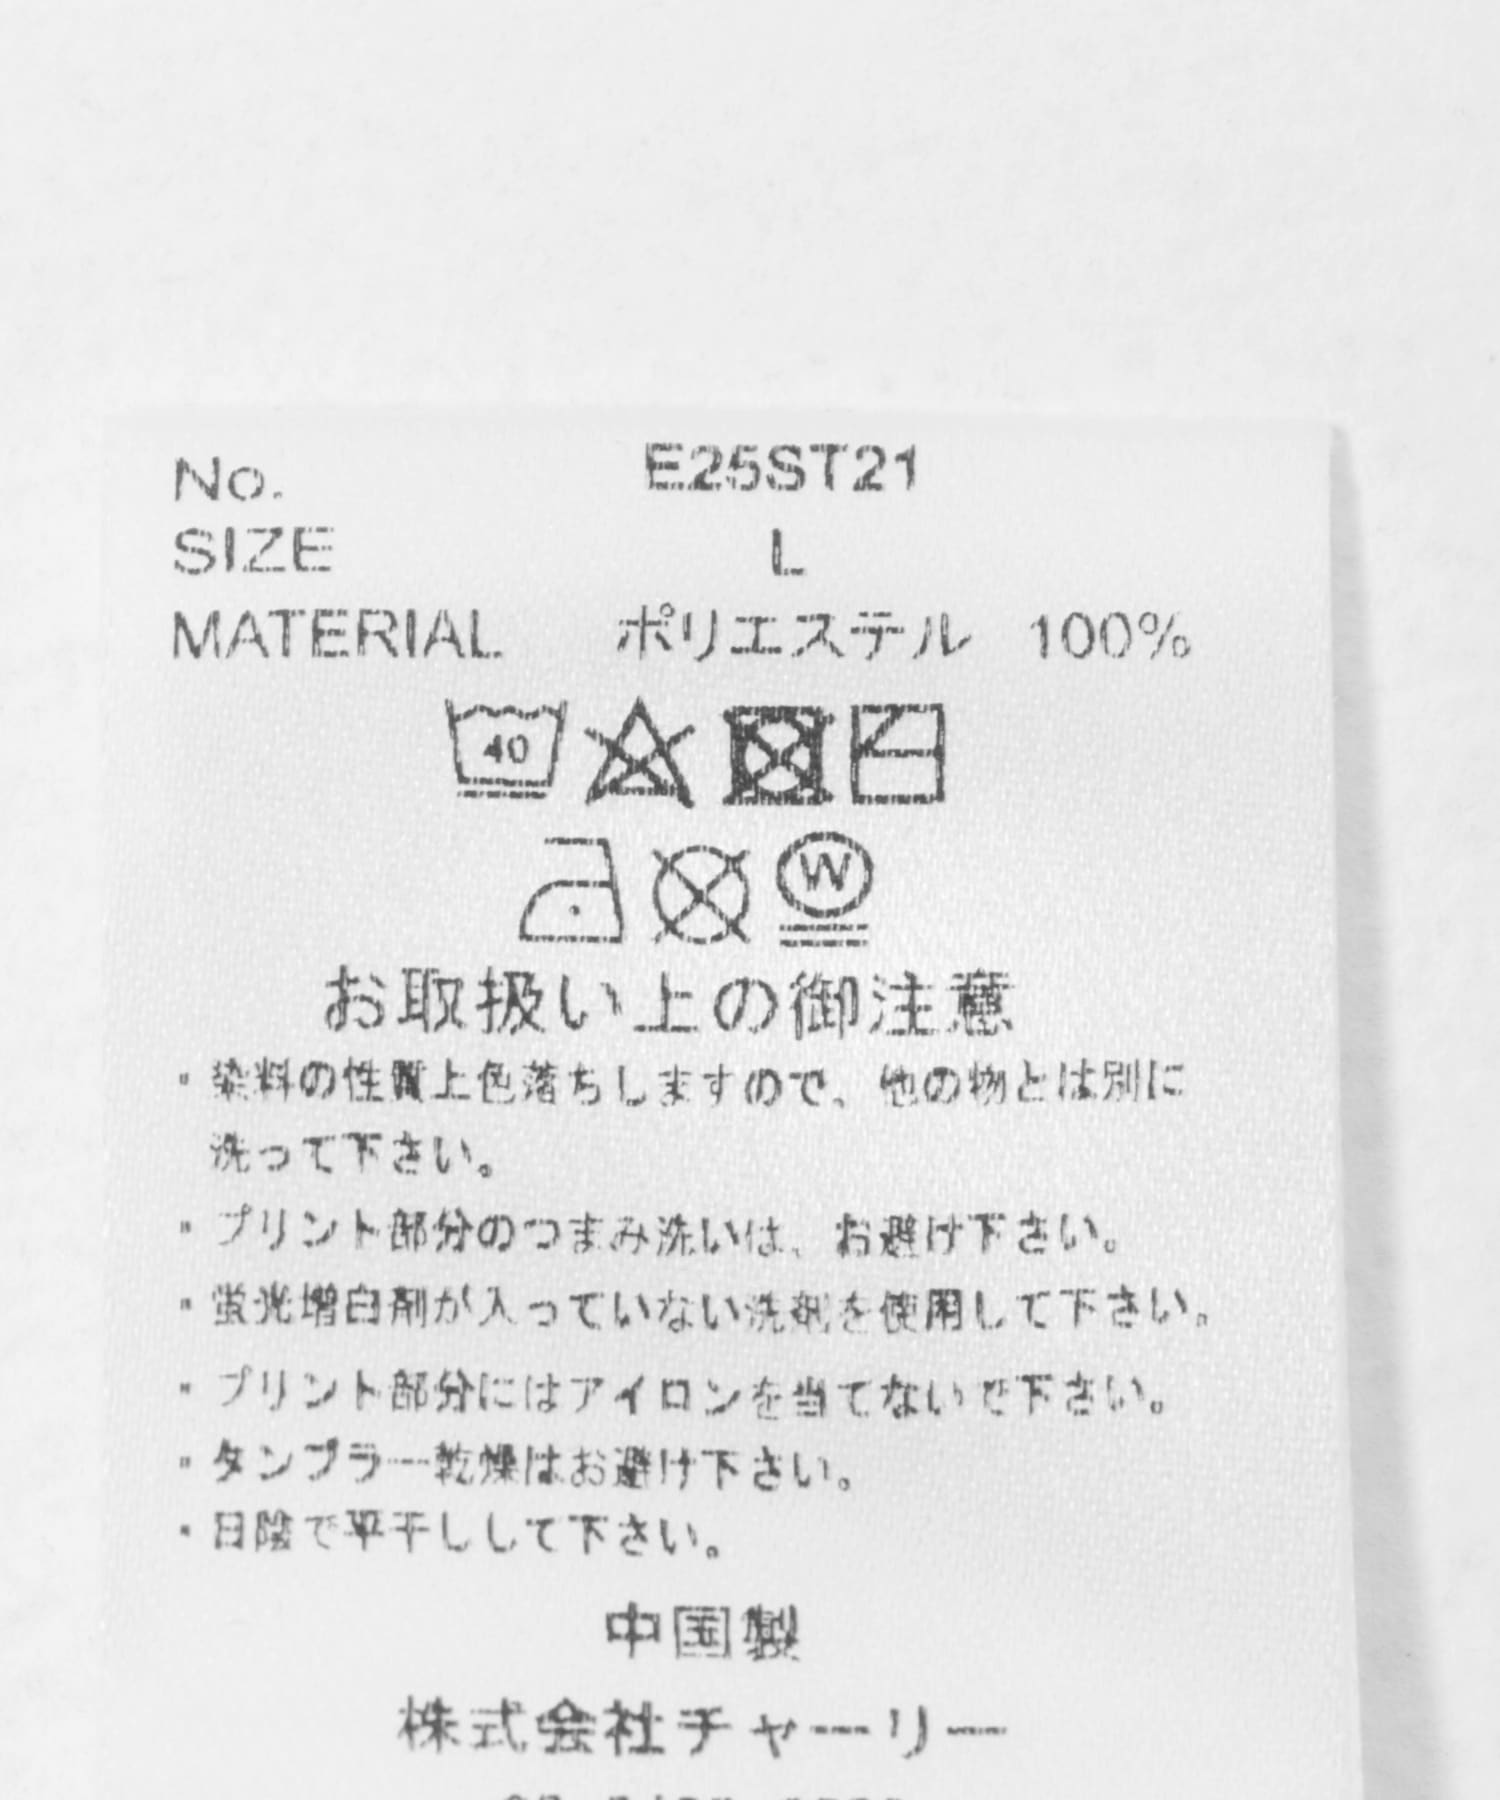 No. E25ST21
SIZE L
MATERIAL ポリエステル 100%
40
W
お取扱い上の御注意
・染料の性質上色落ちしますので、他の物とは別に
洗って下さい。
・プリント部分のつまみ洗いは、お避け下さい。
・蛍光増白剤が入っていない洗剤を使用して下さい。
・プリント部分にはアイロンを当てないで下さい。
・タンブラー乾燥はお避け下さい。
・日陰で平干しして下さい。
中国製
株式会社チャーリー